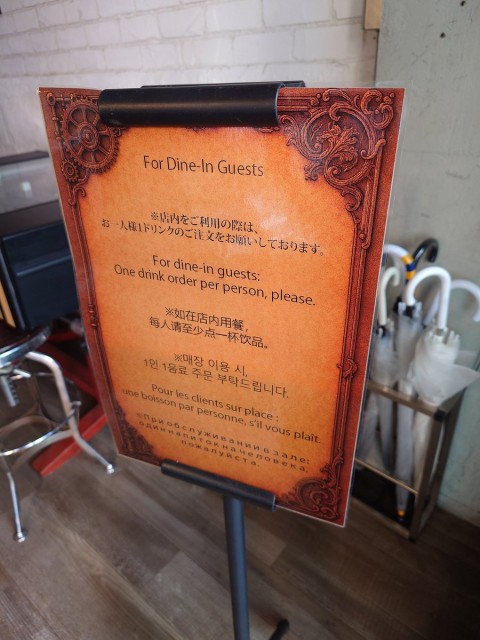 For Dine-In Guests
※店内をご利用の際は、
お一人様1ドリンクのご注文をお願いしております。
For dine-in guests:
One drink order per person, please.
※如在店内用餐,
每人请至少点一杯饮品。
※매장 이용 시,
1인 1음료 주문 부탁드립니다.
Pour les clients sur place :
une boisson par personne, s'il vous plaît.
※При обслуживании в зале:
один напиток на человека,
пожалуйста.